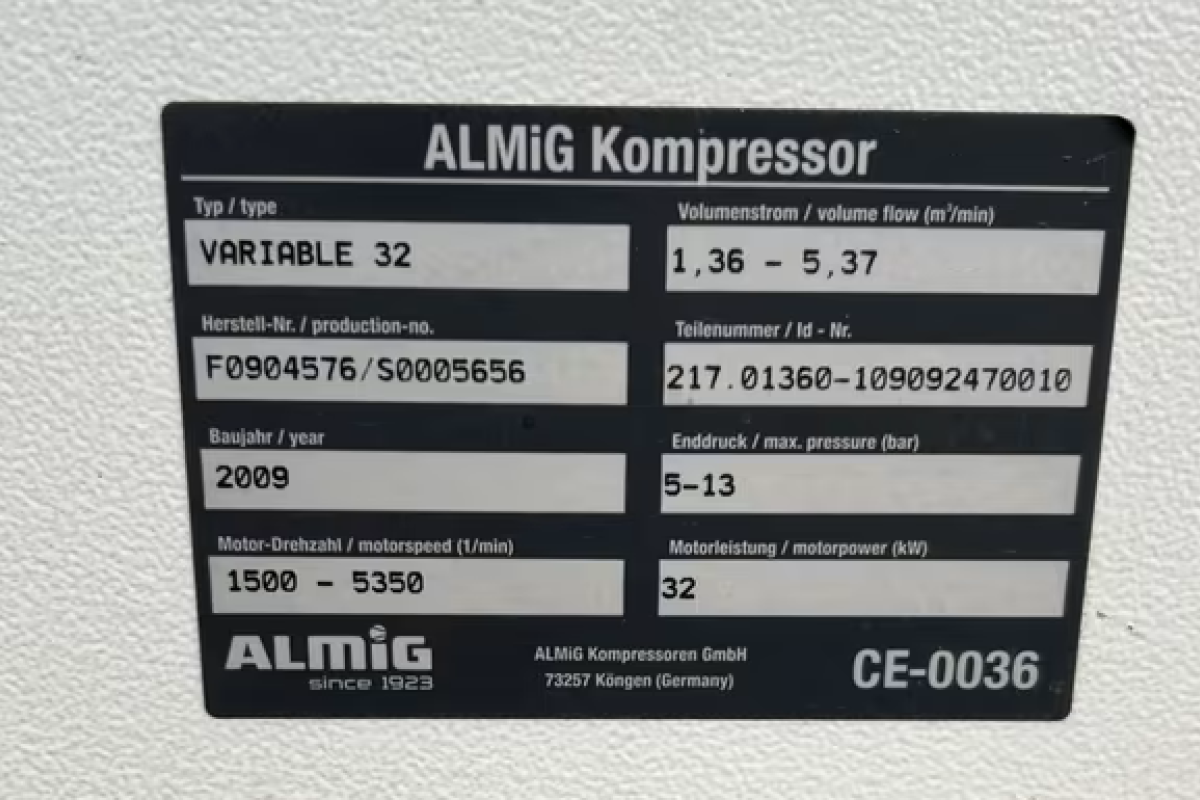 ALMiG Kompressor
Typ / type
VARIABLE 32
Volumenstrom / volume flow (m³/min)
1,36 - 5,37
Herstell-Nr. / production-no.
F0904576/S0005656
Teilenummer / Id - Nr.
217.01360-109092470010
Baujahr / year
2009
Enddruck / max. pressure (bar)
5-13
Motor-Drehzahl / motorspeed (1/min)
1500 - 5350
Motorleistung / motorpower (kW)
32
ALMiG
since 1923
ALMiG Kompressoren GmbH
73257 Köngen (Germany)
CE-0036